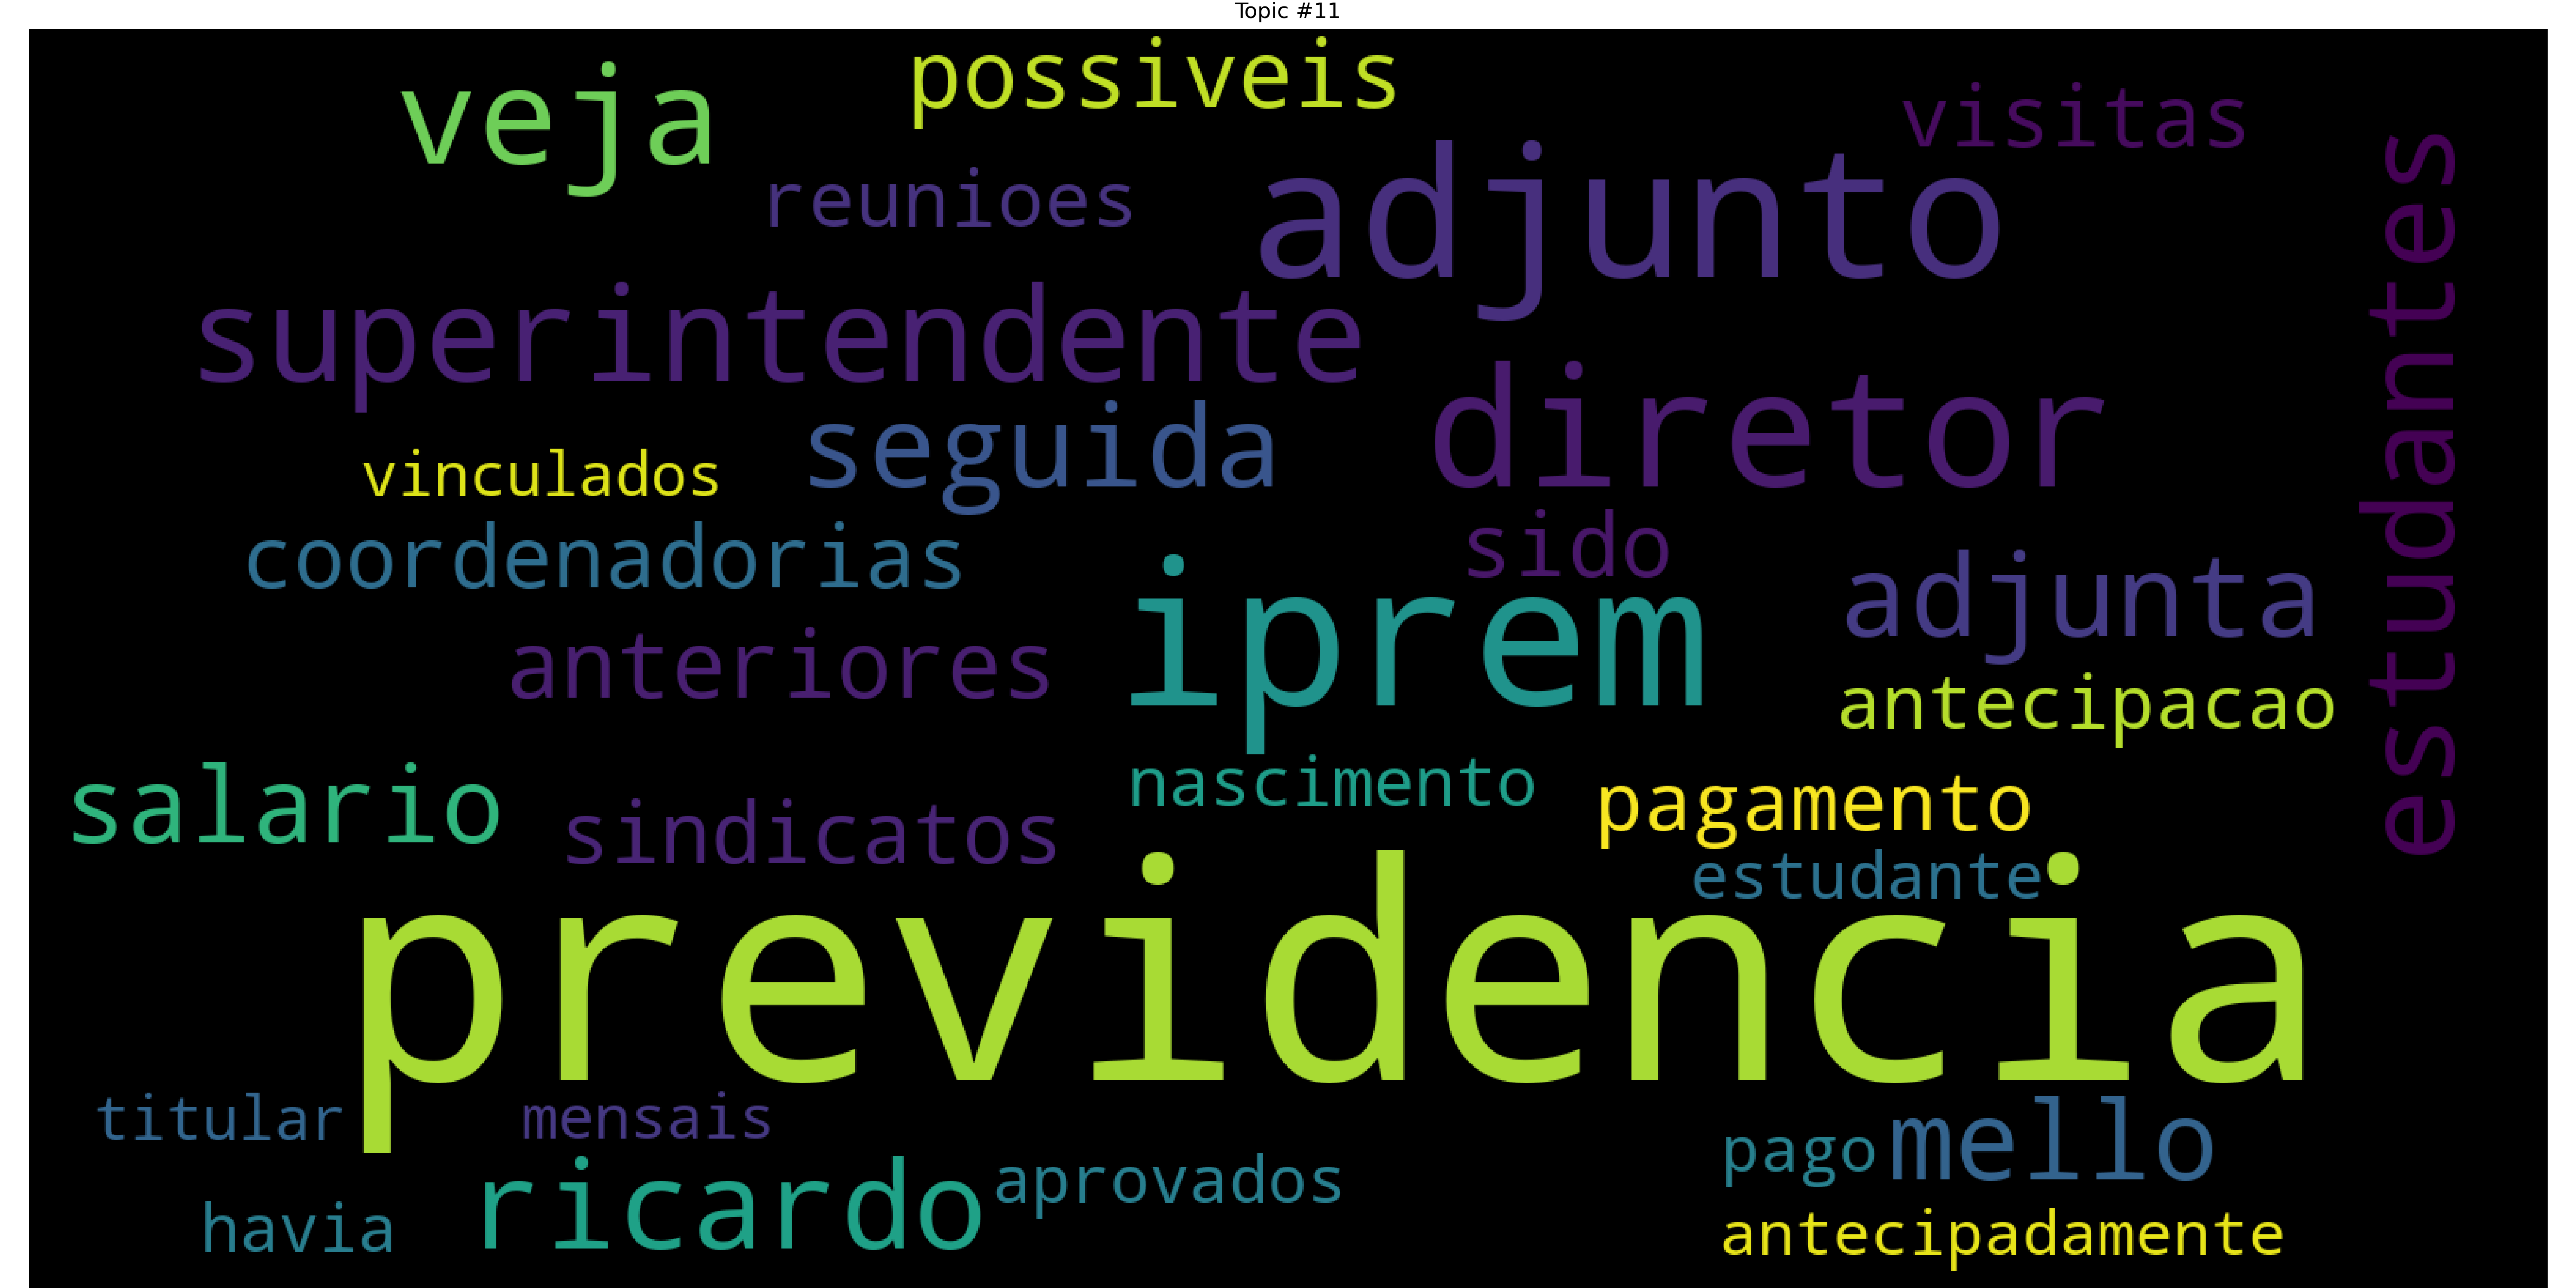 Topic #11
possiveis
veja
visitas
reunioes
adjunto
estudantes
superintendente
diretor
seguida
vinculados
sido
coordenadorias
adjunta
iprem
anteriores
antecipacao
nascimento
salario
pagamento
sindicatos
estudante
previdencia
titular
mensais
mello
pago
ricardo
aprovados
havia
antecipadamente